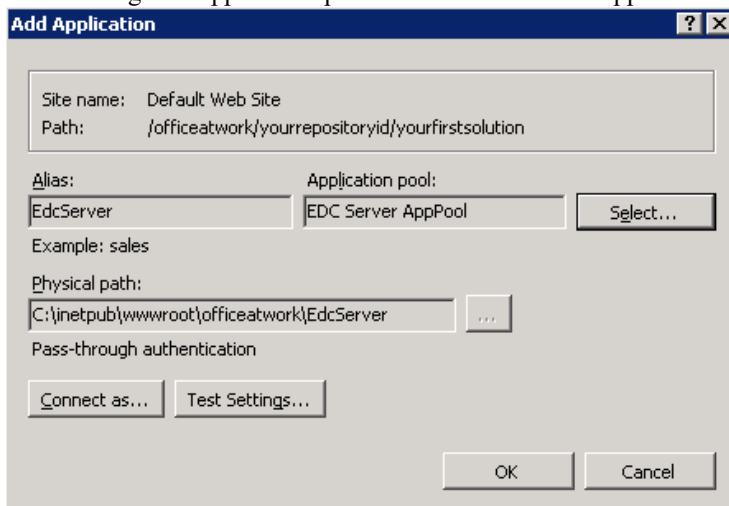 Add Application
Site name: Default Web Site
Path: /officeatwork/yourrepositoryid/yourfirstsolution
Alias: Application pool:
EdcServer EDC Server AppPool Select...
Example: sales
Physical path:
C:\inetpub\wwwroot\officeatwork\EdcServer ...
Pass-through authentication
Connect as... Test Settings...
OK Cancel